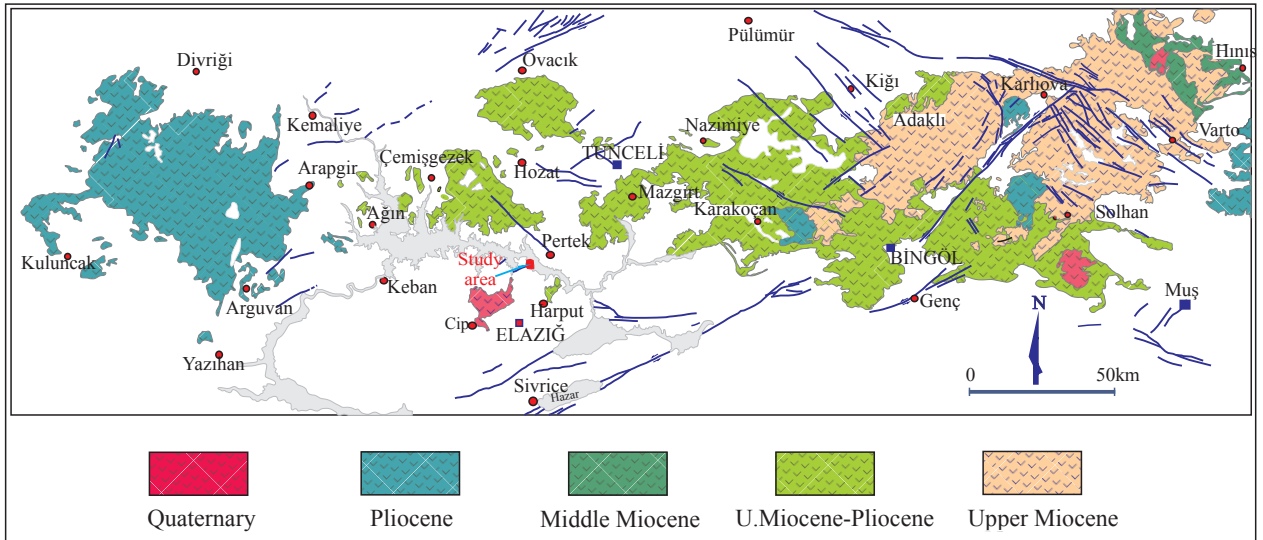 Pülümür
Hınıs
Divriği
Ovacık
Kiğı
Karlıova
Kemaliye
Adaklı
Nazimiye
Varto
TUNCELİ
Çemişgezek
Hozat
Arapgir
Mazgirt
Ağın
Karakoçan
Solhan
Pertek
BİNGÖL
Study
area
Kuluncak
Keban
Arguvan
Harput
Genç
Muş
Cip
ELAZIĞ
N
Yazıhan
0
50km
Sivrice
Hazar
Quaternary
Pliocene
Middle Miocene
U.Miocene-Pliocene
Upper Miocene